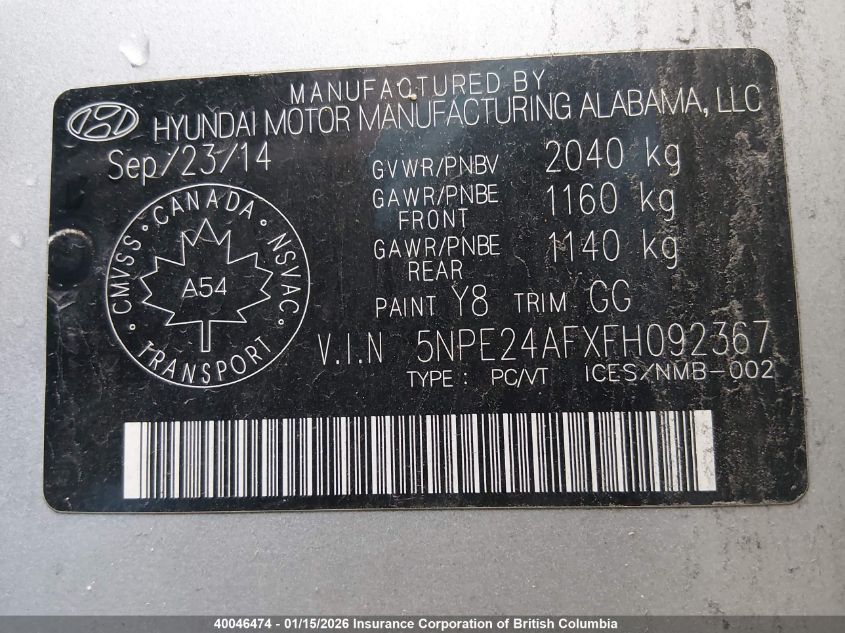 MANUFACTURED BY
HYUNDAI MOTOR MANUFACTURING ALABAMA, LLC
Sep/23/14
GVWR/PNBV 2040 kg
GAWR/PNBE FRONT 1160 kg
GAWR/PNBE REAR 1140 kg
PAINT Y8 TRIM GG
CMVSS · CANADA · NSVAC
A54
TRANSPORT
V.I.N 5NPE24AFXFH092367
TYPE : PC/VT ICES/NMB-002
40046474 - 01/15/2026 Insurance Corporation of British Columbia